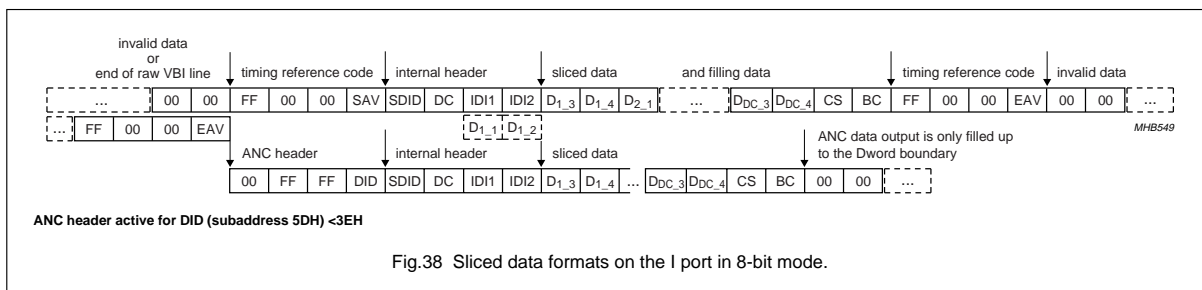 invalid data
or
end of raw VBI line
timing reference code
internal header
sliced data
and filling data
timing reference code
invalid data
... 00 00 FF 00 00 SAV SDID DC IDI1 IDI2 D1_3 D1_4 D2_1 ... DDC_3 DDC_4 CS BC FF 00 00 EAV 00 00 ...
... FF 00 00 EAV
D1_1 D1_2
MHB549
ANC header
internal header
sliced data
ANC data output is only filled up
to the Dword boundary
00 FF FF DID SDID DC IDI1 IDI2 D1_3 D1_4 ... DDC_3 DDC_4 CS BC 00 00 ...
ANC header active for DID (subaddress 5DH) <3EH
Fig.38 Sliced data formats on the I port in 8-bit mode.